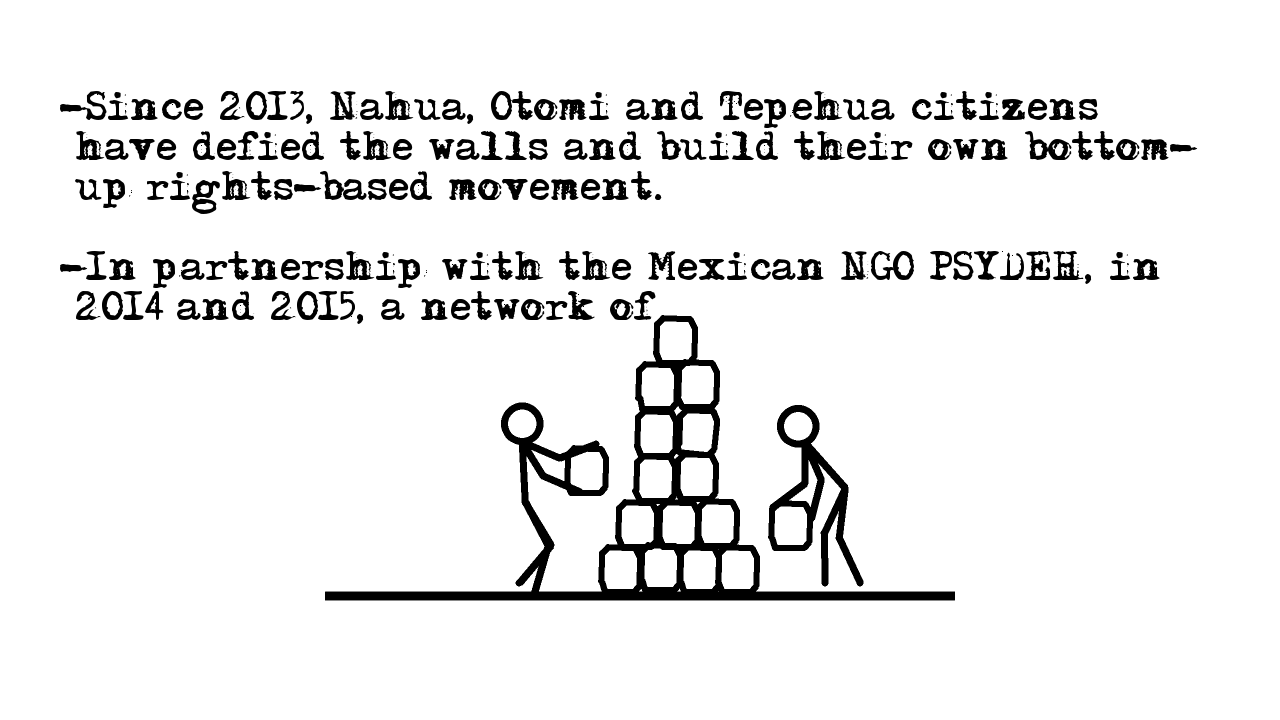 -Since 2013, Nahua, Otomi and Tepehua citizens
have defied the walls and build their own bottom-
up rights-based movement.
-In partnership with the Mexican NGO PSYDEH, in
2014 and 2015, a network of